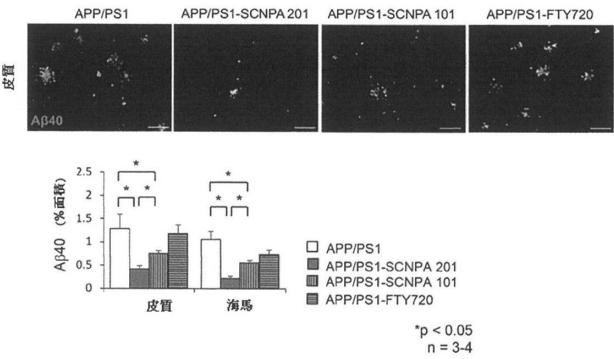 APP/PS1 APP/PS1-SCNPA 201 APP/PS1-SCNPA 101 APP/PS1-FTY720
皮質
Aβ40
Aβ40 (%面積)
2.5
2
1.5
1
0.5
0
* * *
* * *
皮質 海馬
APP/PS1
APP/PS1-SCNPA 201
APP/PS1-SCNPA 101
APP/PS1-FTY720
*p < 0.05
n = 3-4